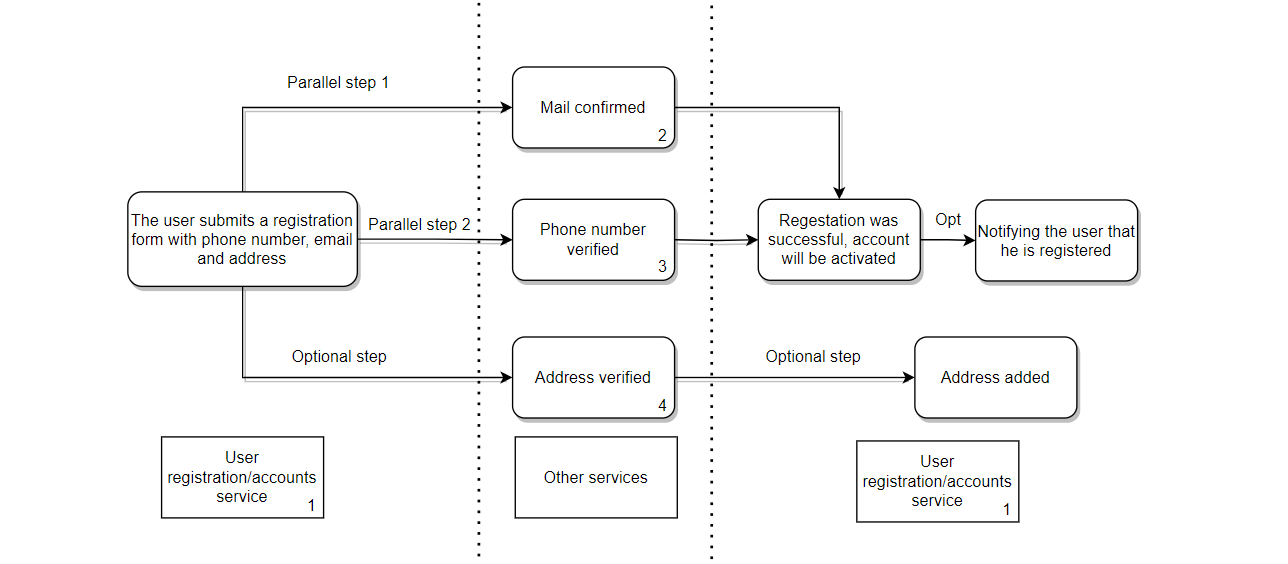 Parallel step 1
Mail confirmed
2
The user submits a registration
form with phone number, email
and address
Parallel step 2
Phone number
verified
3
Regestation was
successful, account
will be activated
Opt
Notifying the user that
he is registered
Optional step
Address verified
4
Optional step
Address added
User
registration/accounts
service
1
Other services
User
registration/accounts
service
1